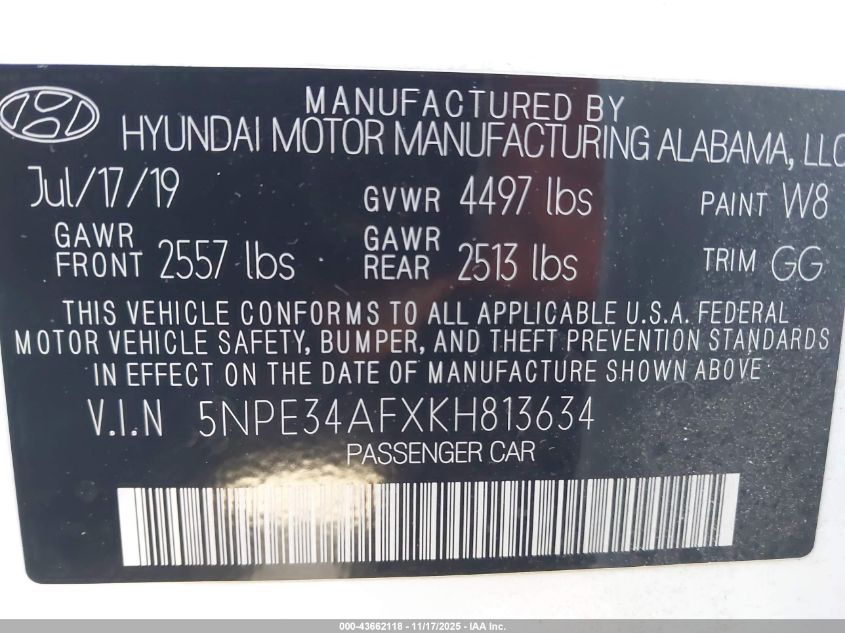 MANUFACTURED BY
HYUNDAI MOTOR MANUFACTURING ALABAMA, LLC
Jul/17/19 GVWR 4497 lbs PAINT W8
GAWR FRONT 2557 lbs GAWR REAR 2513 lbs TRIM GG
THIS VEHICLE CONFORMS TO ALL APPLICABLE U.S.A. FEDERAL
MOTOR VEHICLE SAFETY, BUMPER, AND THEFT PREVENTION STANDARDS
IN EFFECT ON THE DATE OF MANUFACTURE SHOWN ABOVE
V.I.N 5NPE34AFXKH813634
PASSENGER CAR
000-43662118 - 11/17/2025 - IAA Inc.